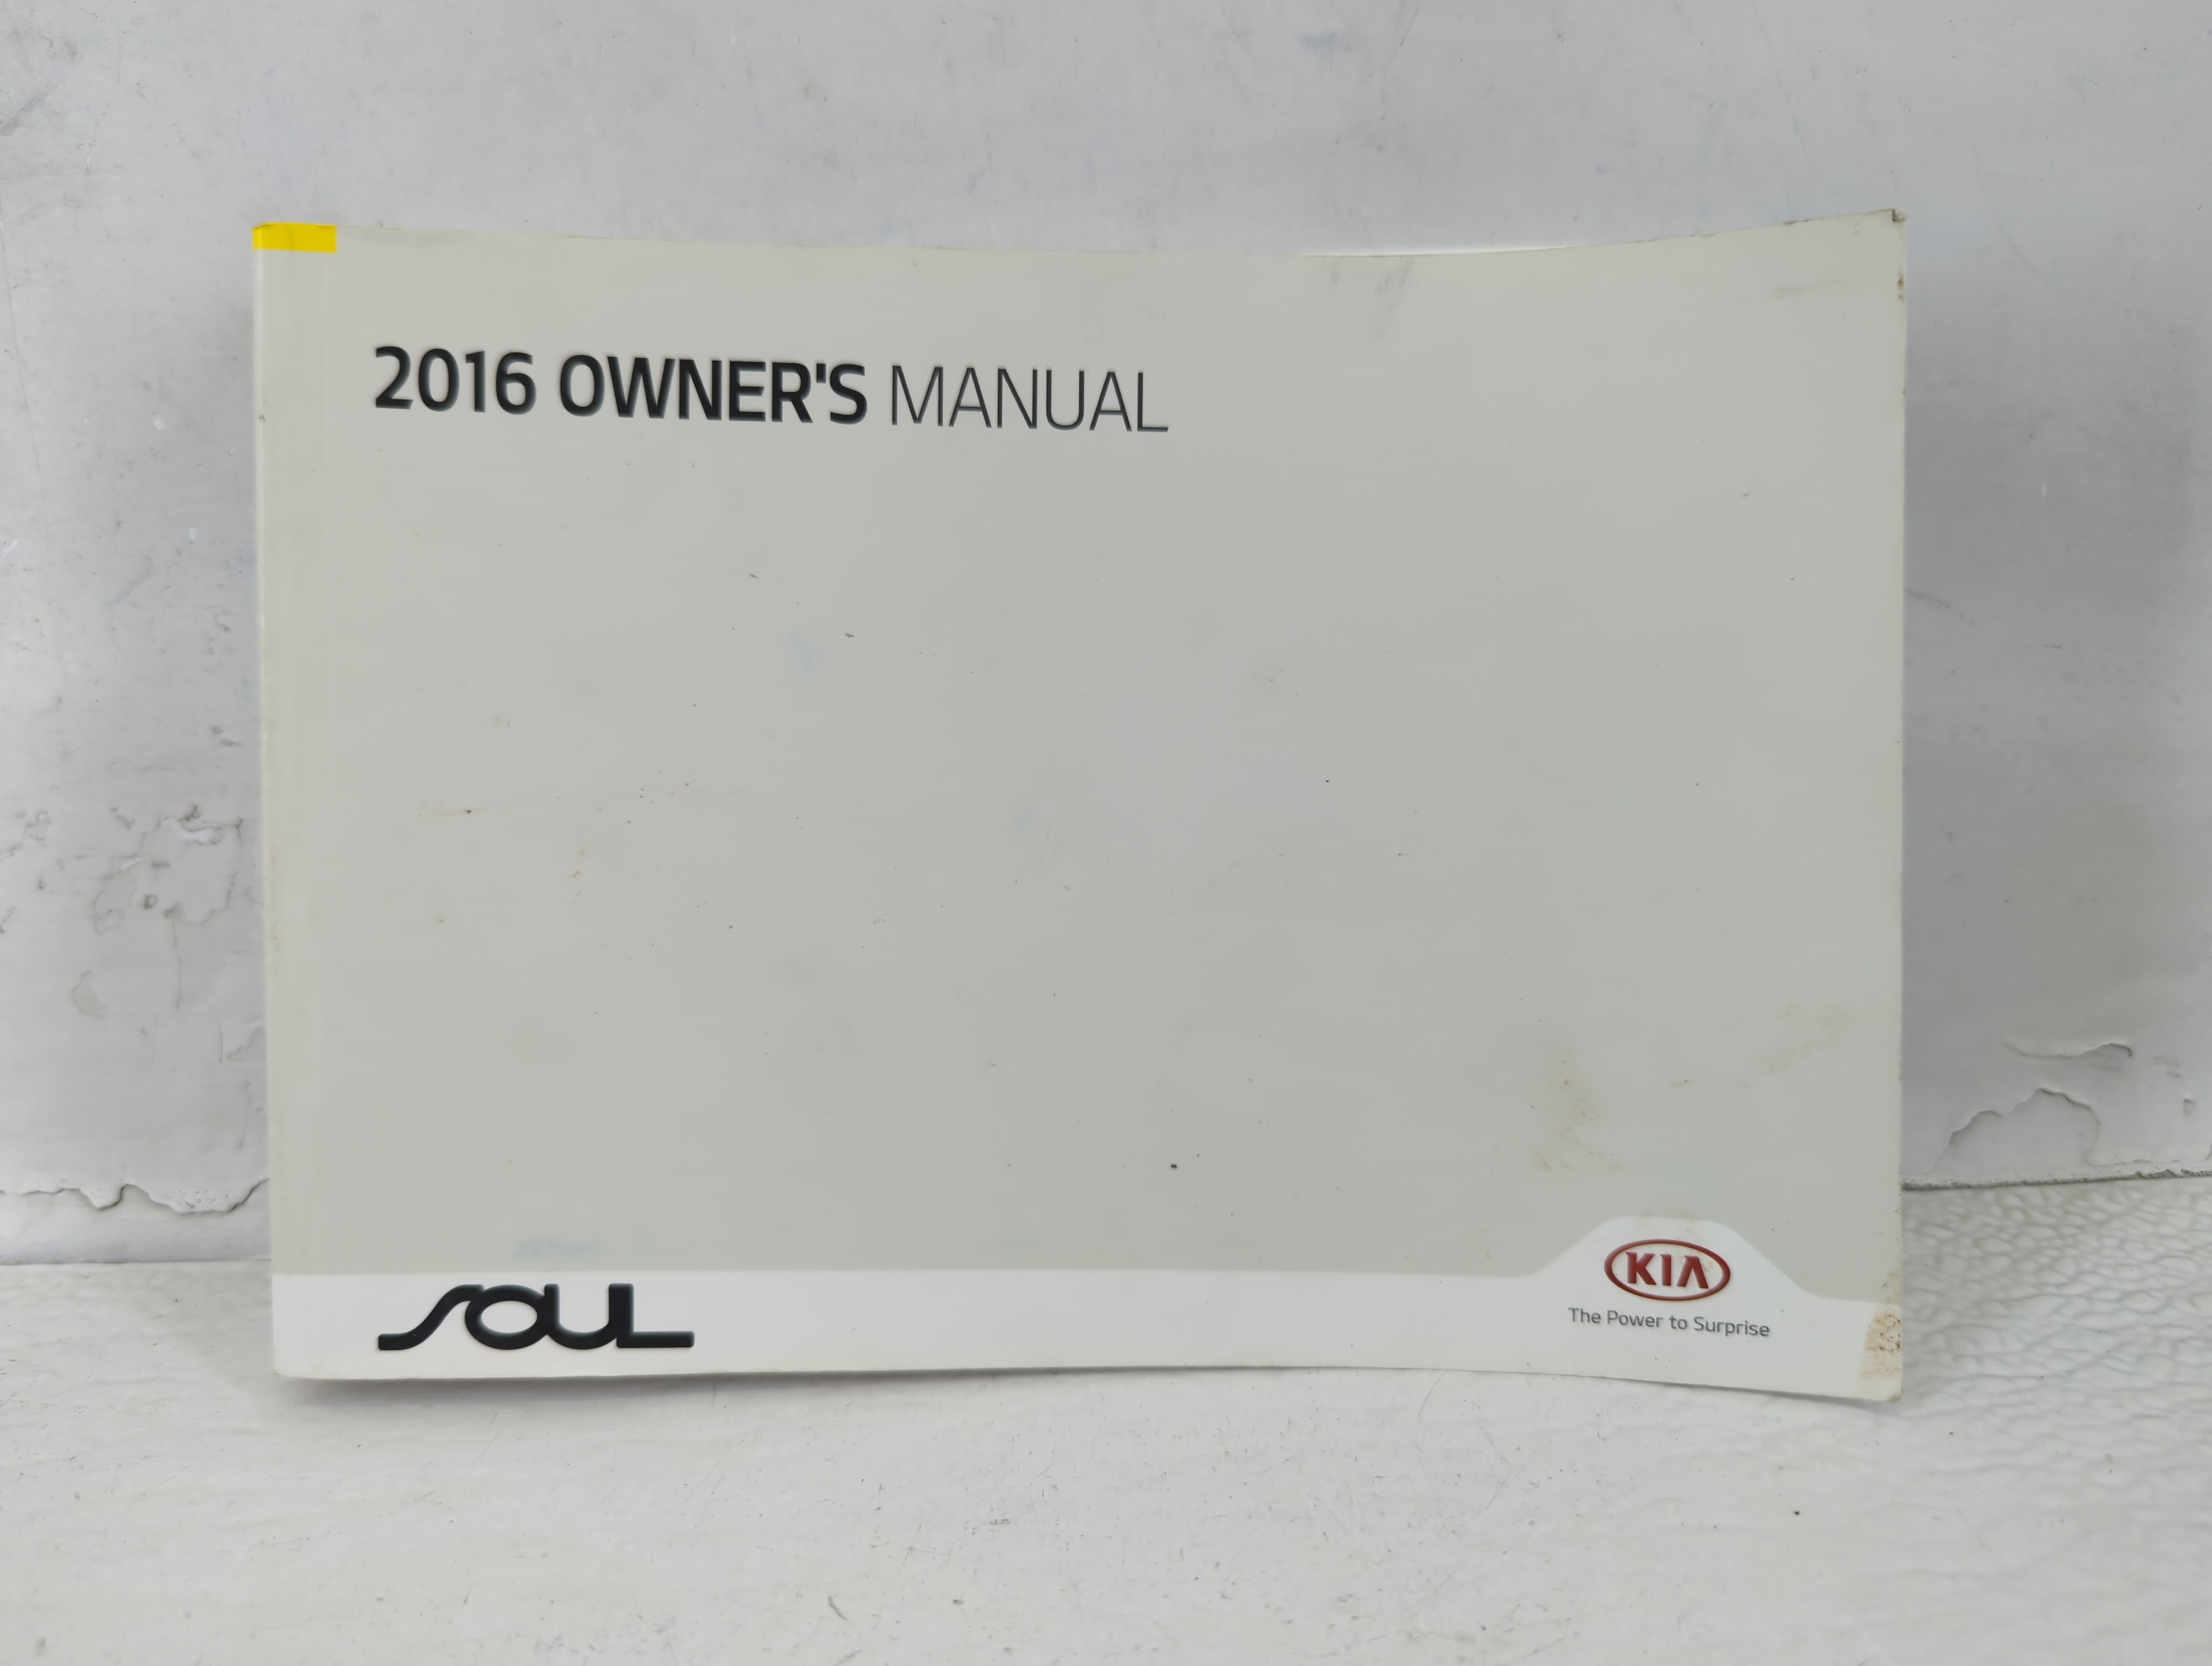 2016 OWNER'S MANUAL
SOUL
KIA
The Power to Surprise